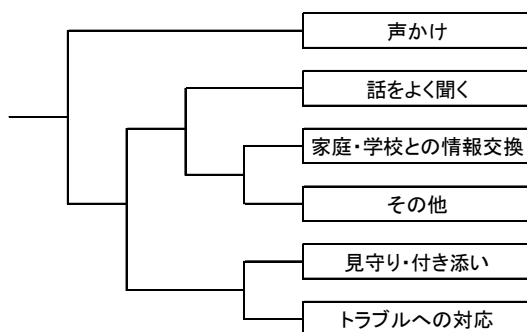 声かけ
話をよく聞く
家庭・学校との情報交換
その他
見守り・付き添い
トラブルへの対応